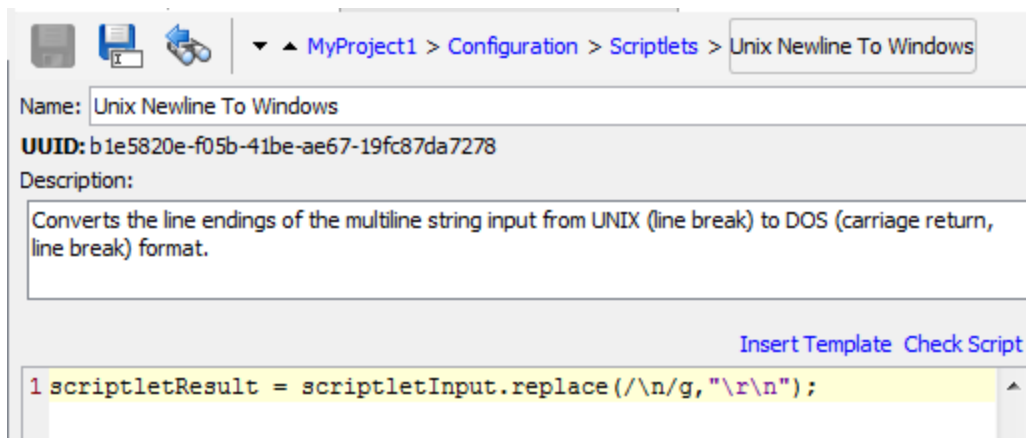 MyProject1 > Configuration > Scriptlets > Unix Newline To Windows
Name: Unix Newline To Windows
UUID: b1e5820e-f05b-41be-ae67-19fc87da7278
Description:
Converts the line endings of the multiline string input from UNIX (line break) to DOS (carriage return,
line break) format.
Insert Template Check Script
1 scriptletResult = scriptletInput.replace(/\n/g,"\r\n");